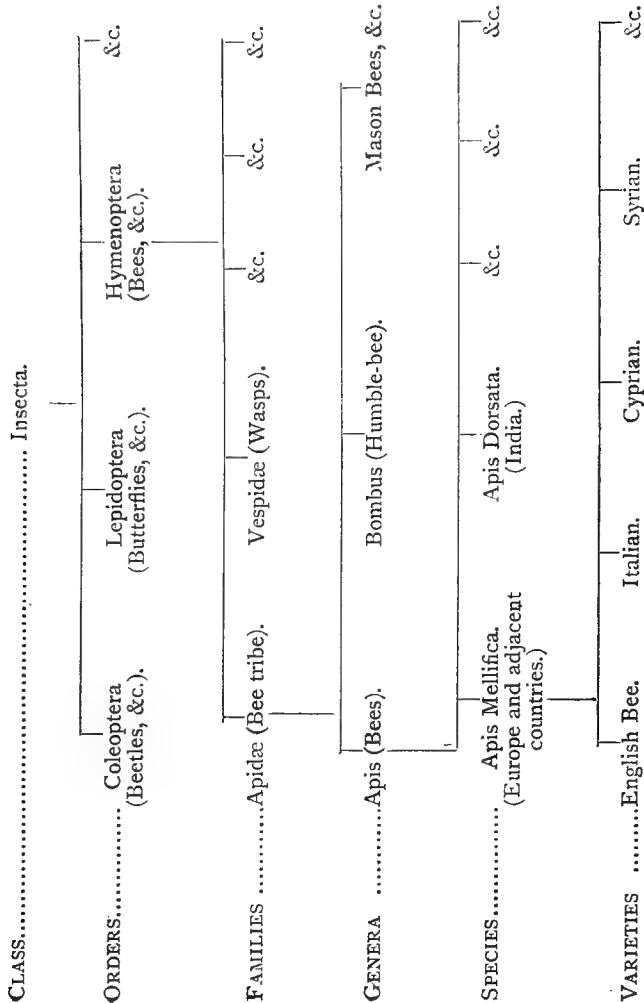 CLASS.............................................................. Insecta.
ORDERS............... Coleoptera Lepidoptera Hymenoptera &c.
(Beetles, &c.). (Butterflies, &c.). (Bees, &c.).
FAMILIES ............Apidæ (Bee tribe). Vespidæ (Wasps). &c. &c. &c.
GENERA ............Apis (Bees). Bombus (Humble-bee). Mason Bees, &c.
SPECIES............... Apis Mellifica. Apis Dorsata. &c. &c. &c.
(Europe and adjacent (India.)
countries.)
VARIETIES .........English Bee. Italian. Cyprian. Syrian. &c.